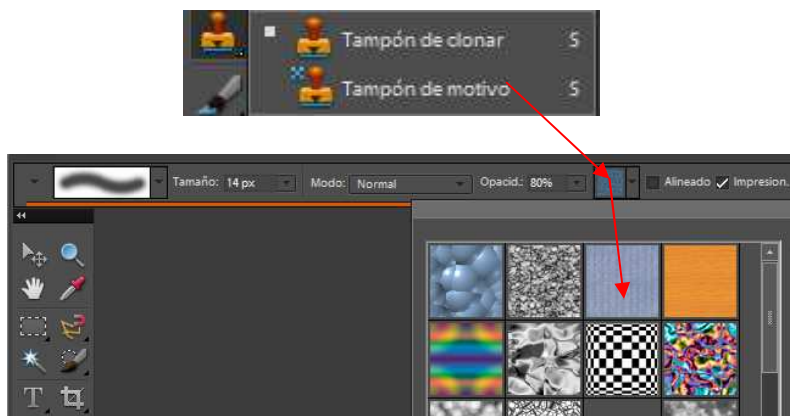 Tampón de clonar S
Tampón de motivo S
Tamaño: 14 px Modo: Normal Opacid.: 80% Alineado Impresion.
T